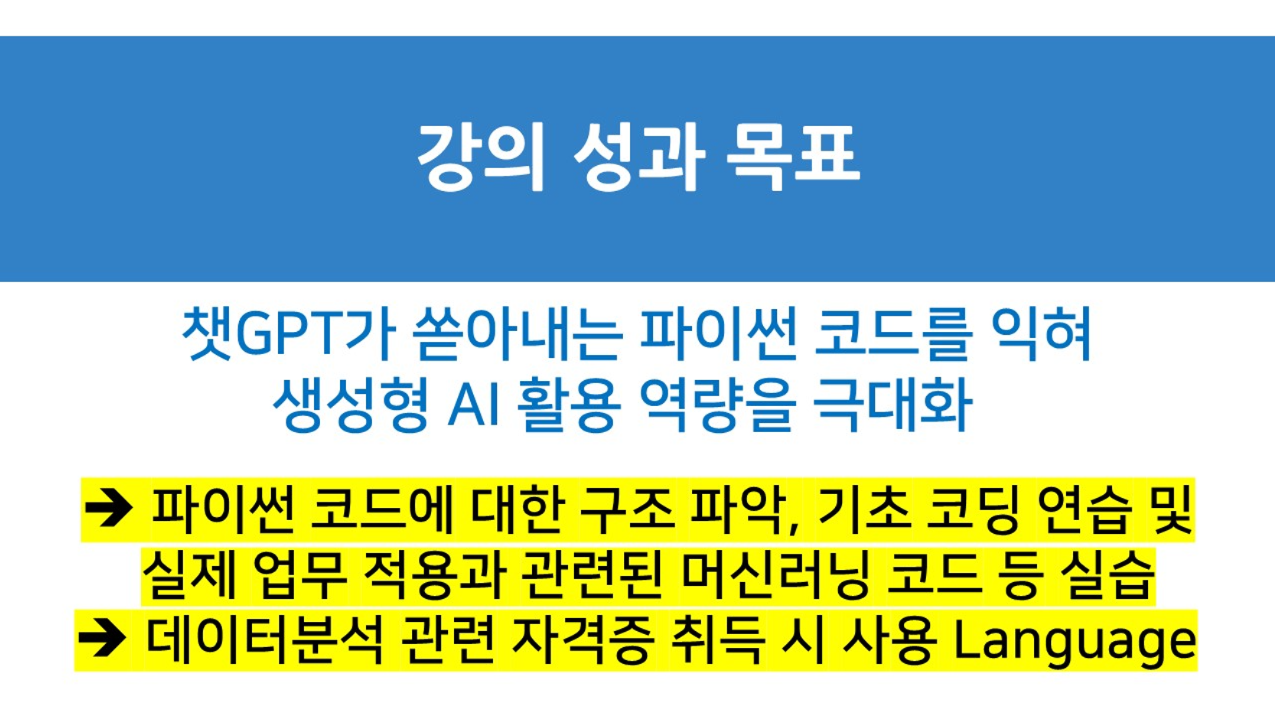 강의 성과 목표
챗GPT가 쏟아내는 파이썬 코드를 익혀
생성형 AI 활용 역량을 극대화
➔ 파이썬 코드에 대한 구조 파악, 기초 코딩 연습 및
실제 업무 적용과 관련된 머신러닝 코드 등 실습
➔ 데이터분석 관련 자격증 취득 시 사용 Language